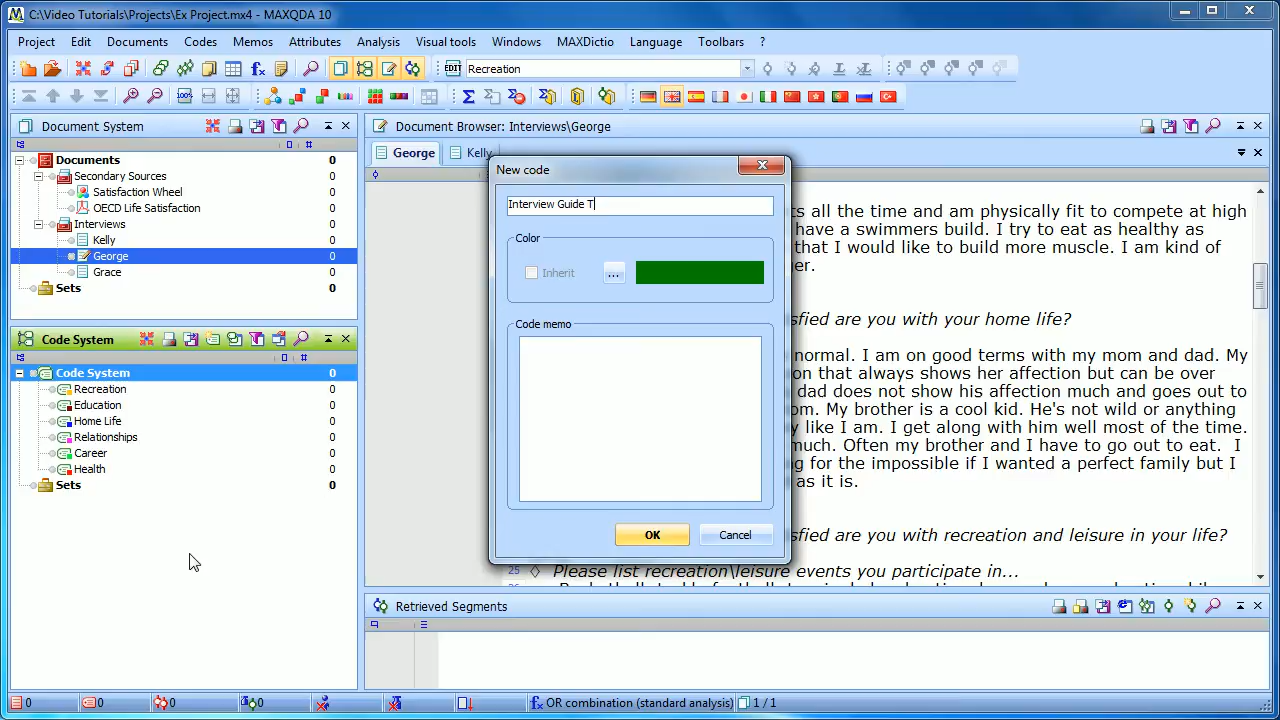 C:\Video Tutorials\Projects\Ex Project.mx4 - MAXQDA 10
Project Edit Documents Codes Memos Attributes Analysis Visual tools Windows MAXDictio Language Toolbars ?
EDIT Recreation
100%
Document System
Documents 0
Secondary Sources 0
Satisfaction Wheel 0
OECD Life Satisfaction 0
Interviews 0
Kelly 0
George 0
Grace 0
Sets 0
Code System
Code System 0
Recreation 0
Education 0
Home Life 0
Relationships 0
Career 0
Health 0
Sets 0
Document Browser: Interviews\George
George Kelly
ts all the time and am physically fit to compete at high
have a swimmers build. I try to eat as healthy as
that I would like to build more muscle. I am kind of
er.
sfied are you with your home life?
normal. I am on good terms with my mom and dad. My
on that always shows her affection but can be over
dad does not show his affection much and goes out to
om. My brother is a cool kid. He's not wild or anything
y like I am. I get along with him well most of the time.
much. Often my brother and I have to go out to eat. I
g for the impossible if I wanted a perfect family but I
as it is.
sfied are you with recreation and leisure in your life?
25 Please list recreation\leisure events you participate in...
New code
Interview Guide T
Color
Inherit ...
Code memo
OK Cancel
Retrieved Segments
0 0 0 0 OR combination (standard analysis) 1 / 1